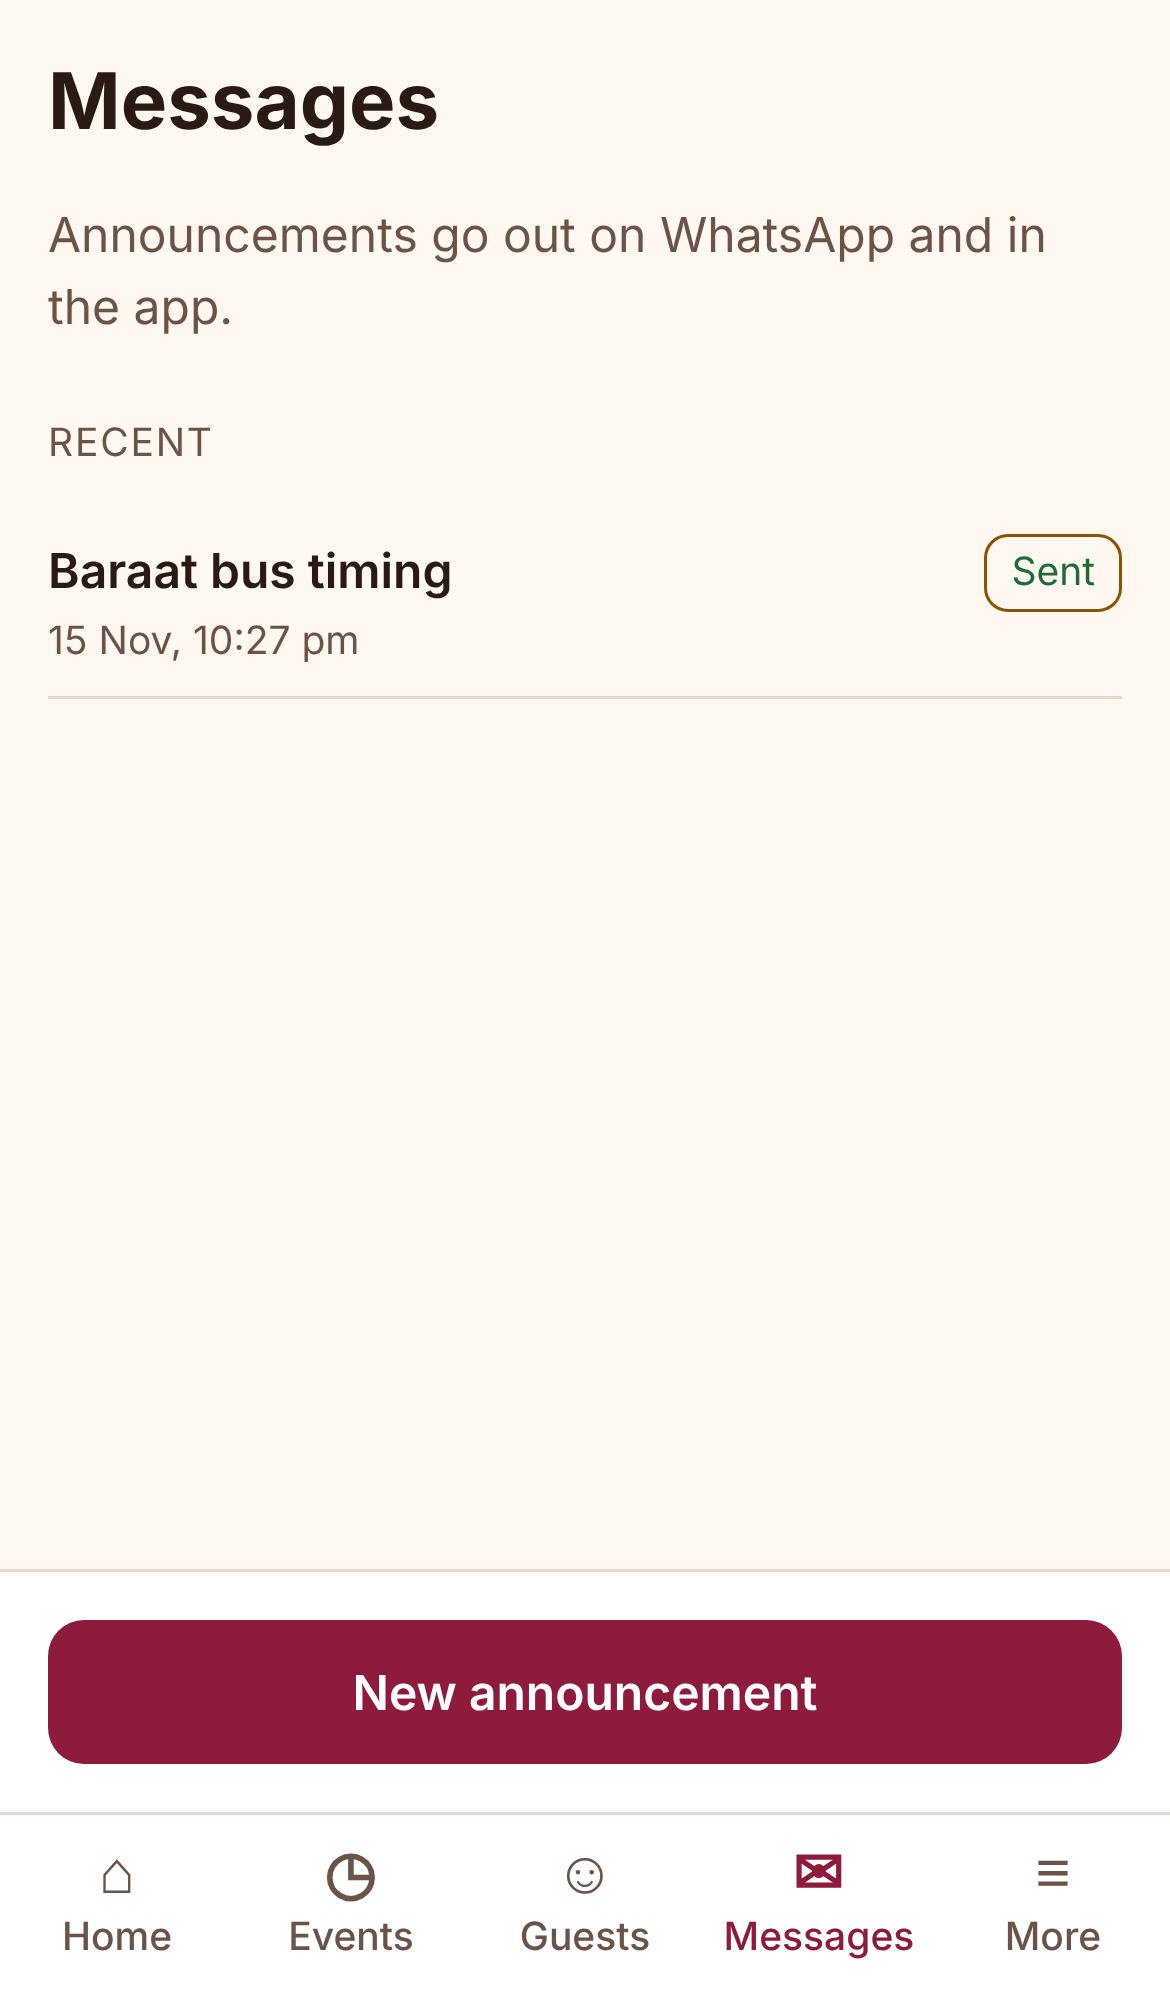 Messages
Announcements go out on WhatsApp and in
the app.
RECENT
Baraat bus timing
Sent
15 Nov, 10:27 pm
New announcement
Home
Events
Guests
Messages
More